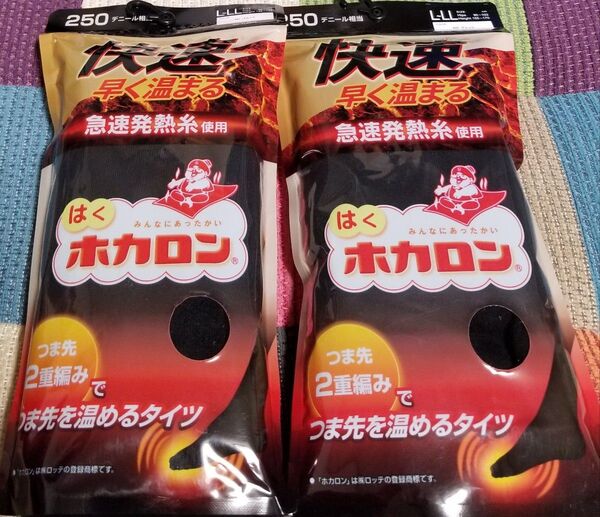 250 デニール相当
L-LL
快速
早く温まる
急速発熱糸使用
はく
みんなにあったかい
ホカロン®
つま先
2重編みで
つま先を温めるタイツ
●「ホカロン」は㈱ロッテの登録商標です。
250 デニール相当
L-LL
快速
早く温まる
急速発熱糸使用
はく
みんなにあったかい
ホカロン®
つま先
2重編みで
つま先を温めるタイツ
●「ホカロン」は㈱ロッテの登録商標です。